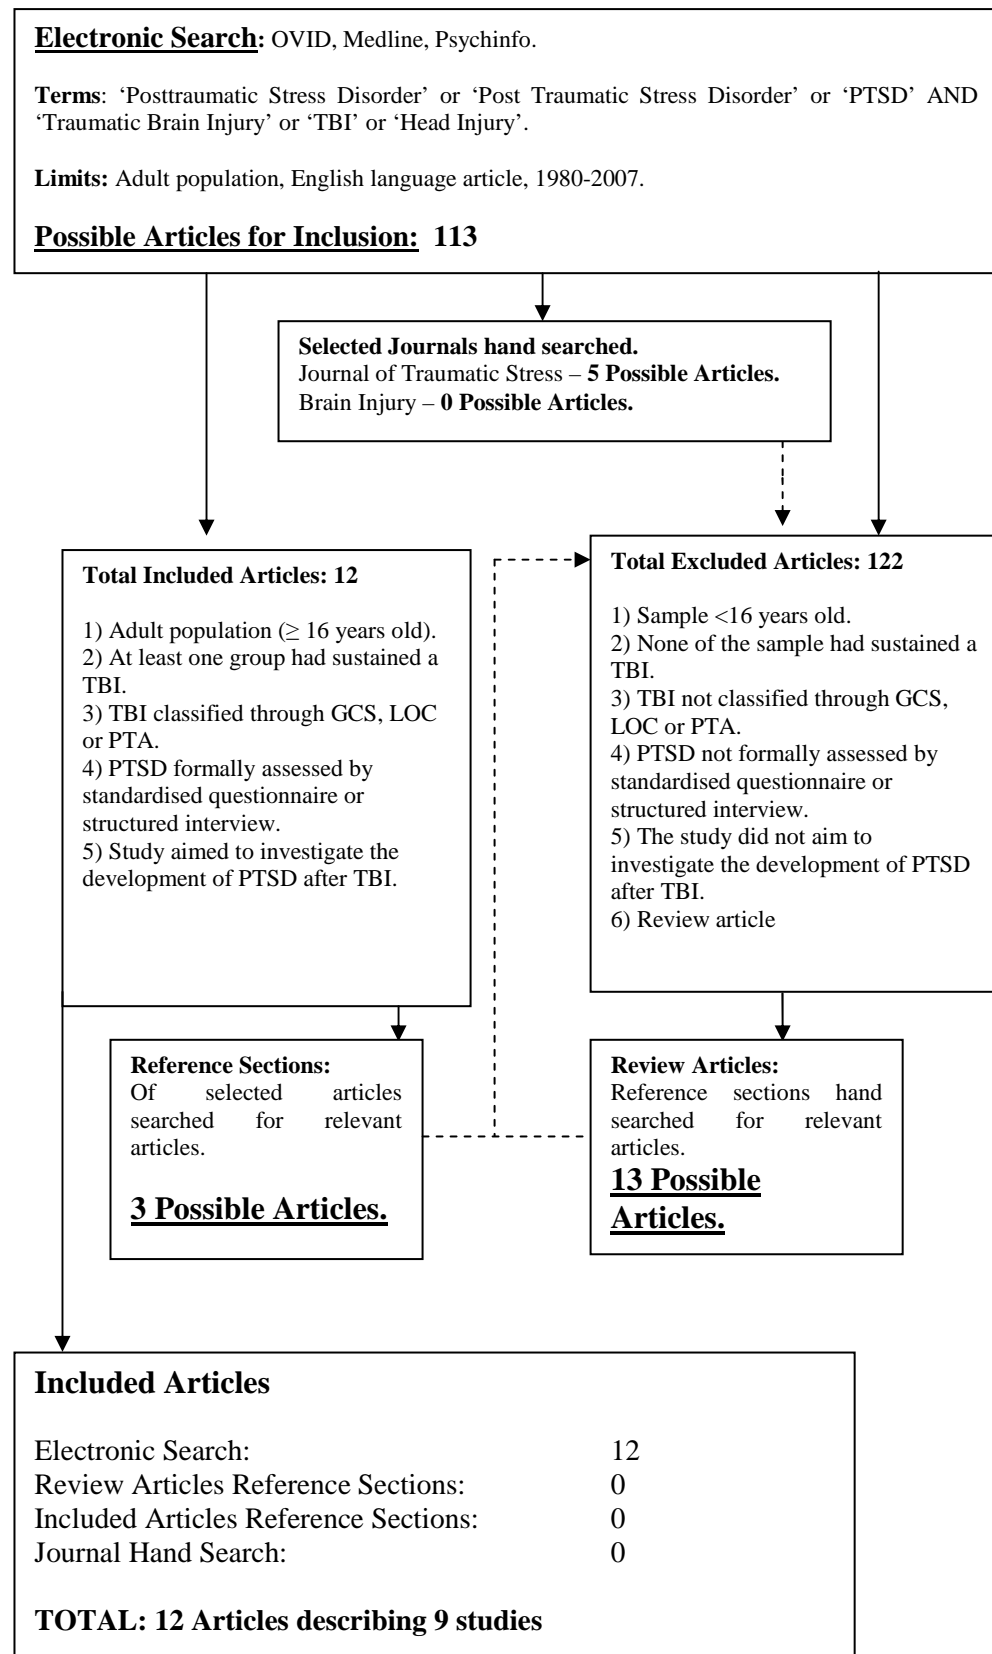 Electronic Search: OVID, Medline, Psychinfo.
Terms: ‘Posttraumatic Stress Disorder’ or ‘Post Traumatic Stress Disorder’ or ‘PTSD’ AND
‘Traumatic Brain Injury’ or ‘TBI’ or ‘Head Injury’.
Limits: Adult population, English language article, 1980-2007.
Possible Articles for Inclusion: 113
Selected Journals hand searched.
Journal of Traumatic Stress – 5 Possible Articles.
Brain Injury – 0 Possible Articles.
Total Included Articles: 12
1) Adult population (≥ 16 years old).
2) At least one group had sustained a
TBI.
3) TBI classified through GCS, LOC
or PTA.
4) PTSD formally assessed by
standardised questionnaire or
structured interview.
5) Study aimed to investigate the
development of PTSD after TBI.
Total Excluded Articles: 122
1) Sample <16 years old.
2) None of the sample had sustained a
TBI.
3) TBI not classified through GCS,
LOC or PTA.
4) PTSD not formally assessed by
standardised questionnaire or
structured interview.
5) The study did not aim to
investigate the development of PTSD
after TBI.
6) Review article
Reference Sections:
Of selected articles
searched for relevant
articles.
3 Possible Articles.
Review Articles:
Reference sections hand
searched for relevant
articles.
13 Possible
Articles.
Included Articles
Electronic Search: 12
Review Articles Reference Sections: 0
Included Articles Reference Sections: 0
Journal Hand Search: 0
TOTAL: 12 Articles describing 9 studies